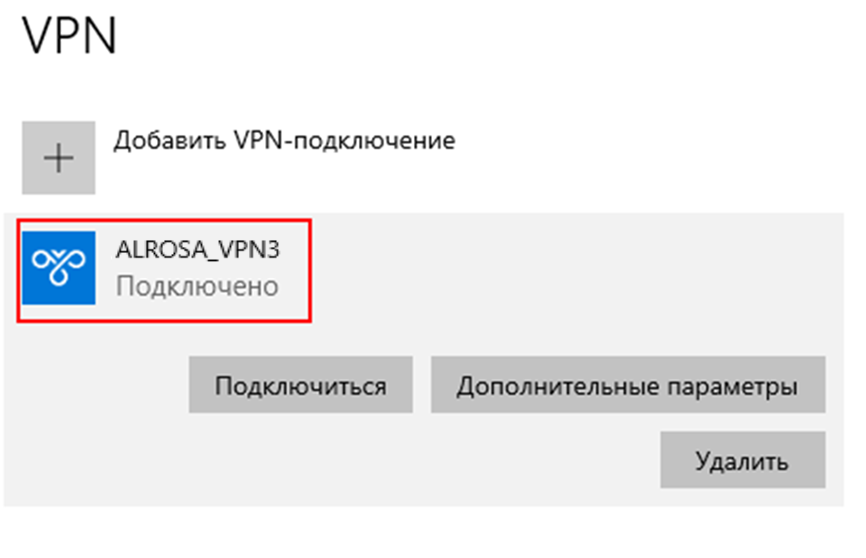 VPN
Добавить VPN-подключение
ALROSA_VPN3
Подключено
Подключиться
Дополнительные параметры
Удалить